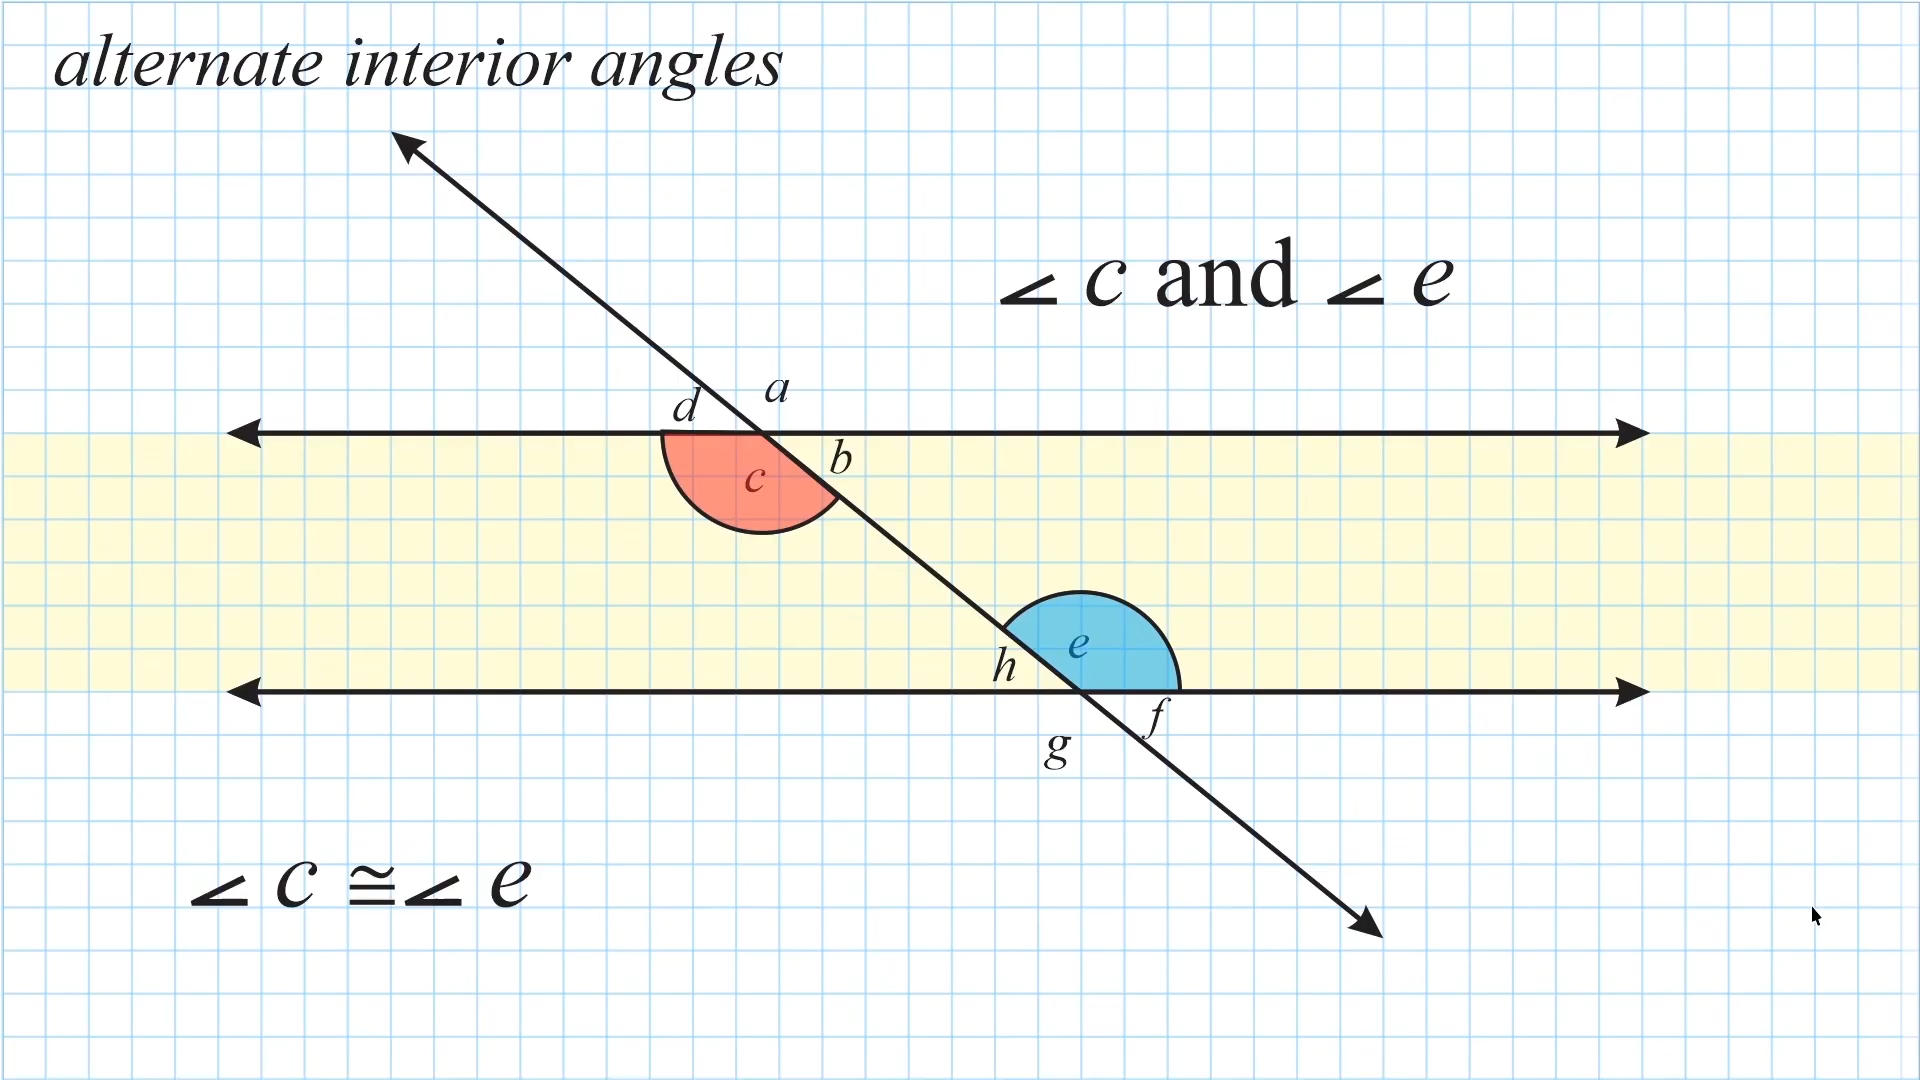 alternate interior angles
∠ c and ∠ e
a
d
b
c
e
h
f
g
∠ c ≅ ∠ e